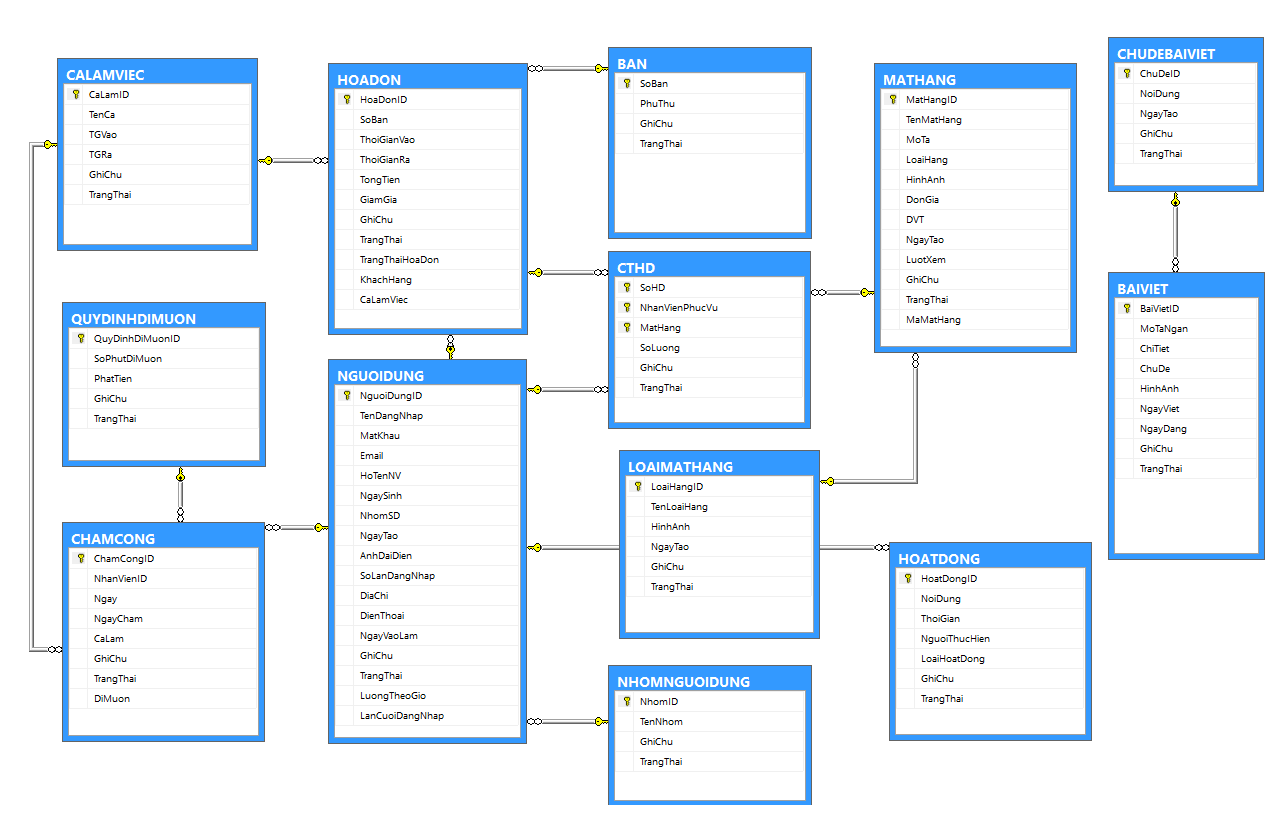 CALAMVIEC
CaLamID
TenCa
TGVao
TGRa
GhiChu
TrangThai
HOADON
HoaDonID
SoBan
ThoiGianVao
ThoiGianRa
TongTien
GiamGia
GhiChu
TrangThai
TrangThaiHoaDon
KhachHang
CaLamViec
BAN
SoBan
PhuThu
GhiChu
TrangThai
MATHANG
MatHangID
TenMatHang
MoTa
LoaiHang
HinhAnh
DonGia
DVT
NgayTao
LuotXem
GhiChu
TrangThai
MaMatHang
CHUDEBAIVIET
ChuDeID
NoiDung
NgayTao
GhiChu
TrangThai
QUYDINHDIMUON
QuyDinhDiMuonID
SoPhutDiMuon
PhatTien
GhiChu
TrangThai
CTHD
SoHD
NhanVienPhucVu
MatHang
SoLuong
GhiChu
TrangThai
BAIVIET
BaiVietID
MoTaNgan
ChiTiet
ChuDe
HinhAnh
NgayViet
NgayDang
GhiChu
TrangThai
NGUOIDUNG
NguoiDungID
TenDangNhap
MatKhau
Email
HoTenNV
NgaySinh
NhomSD
NgayTao
AnhDaiDien
SoLanDangNhap
DiaChi
DienThoai
NgayVaoLam
GhiChu
TrangThai
LuongTheoGio
LanCuoiDangNhap
LOAIMATHANG
LoaiHangID
TenLoaiHang
HinhAnh
NgayTao
GhiChu
TrangThai
CHAMCONG
ChamCongID
NhanVienID
Ngay
NgayCham
CaLam
GhiChu
TrangThai
DiMuon
HOATDONG
HoatDongID
NoiDung
ThoiGian
NguoiThucHien
LoaiHoatDong
GhiChu
TrangThai
NHOMNGUOIDUNG
NhomID
TenNhom
GhiChu
TrangThai